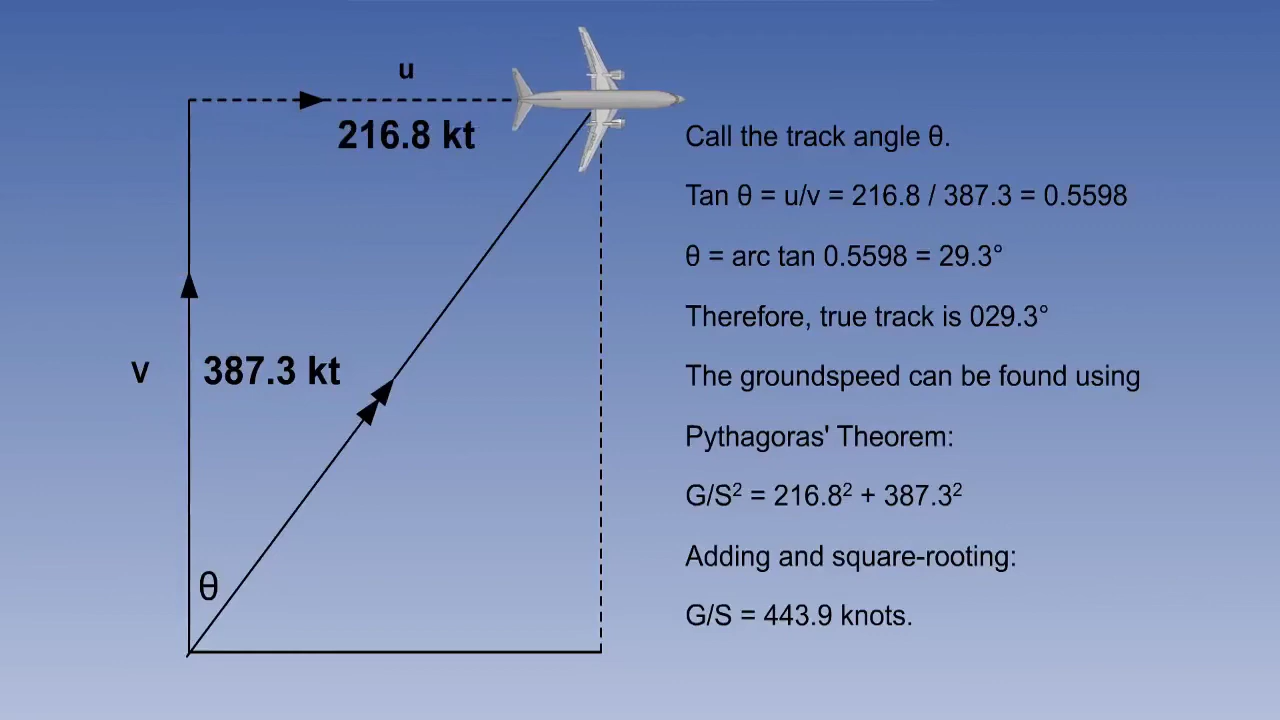 u
216.8 kt
v
387.3 kt
θ
Call the track angle θ.
Tan θ = u/v = 216.8 / 387.3 = 0.5598
θ = arc tan 0.5598 = 29.3°
Therefore, true track is 029.3°
The groundspeed can be found using
Pythagoras' Theorem:
G/S² = 216.8² + 387.3²
Adding and square-rooting:
G/S = 443.9 knots.